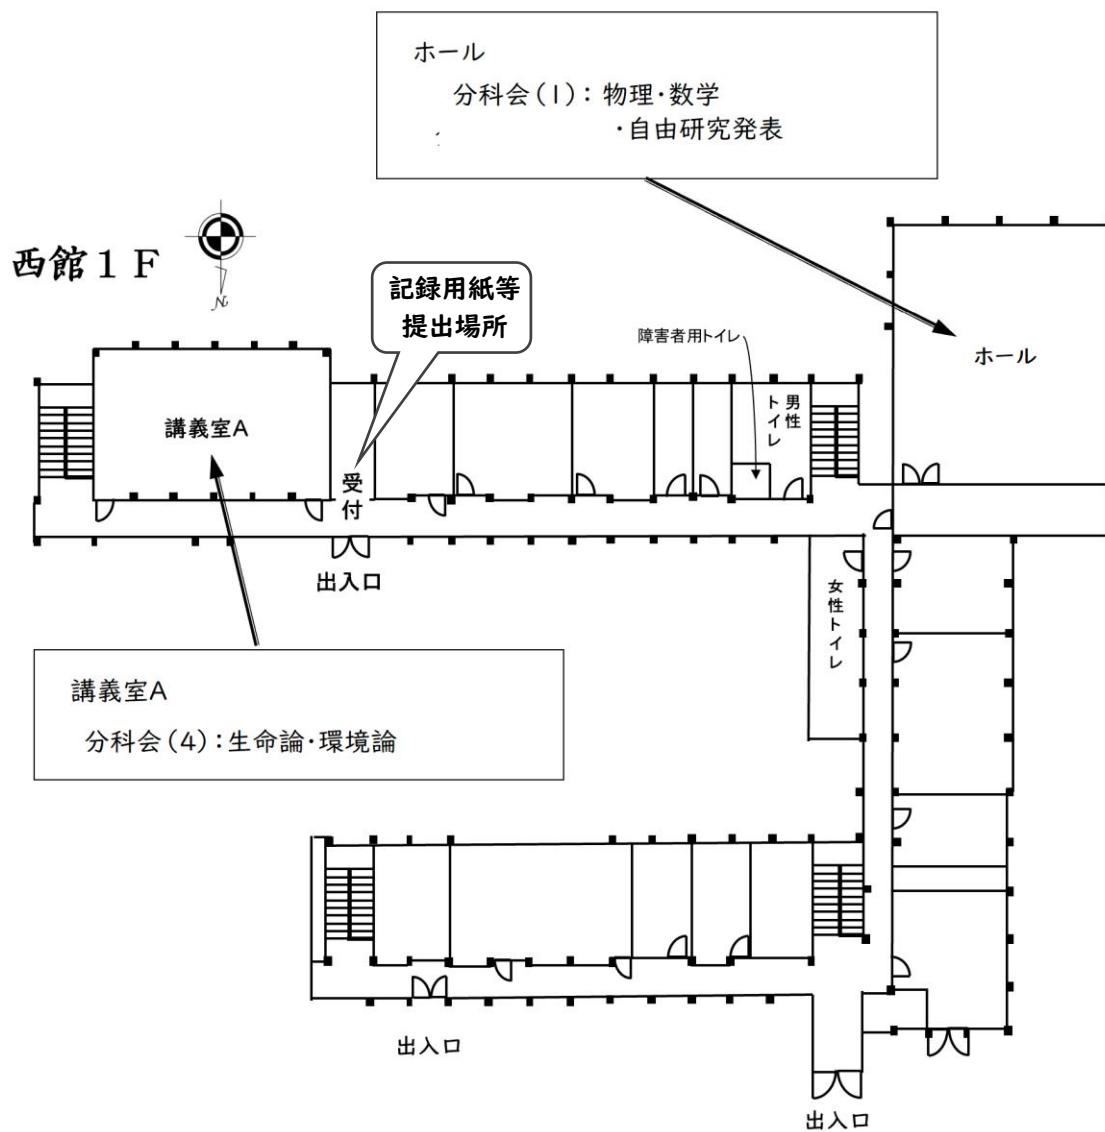 ホール
分科会(1):物理・数学
・自由研究発表
西館1F
N
記録用紙等
提出場所
障害者用トイレ
ホール
男性
トイレ
講義室A
受付
出入口
女性トイレ
講義室A
分科会(4):生命論・環境論
出入口
出入口